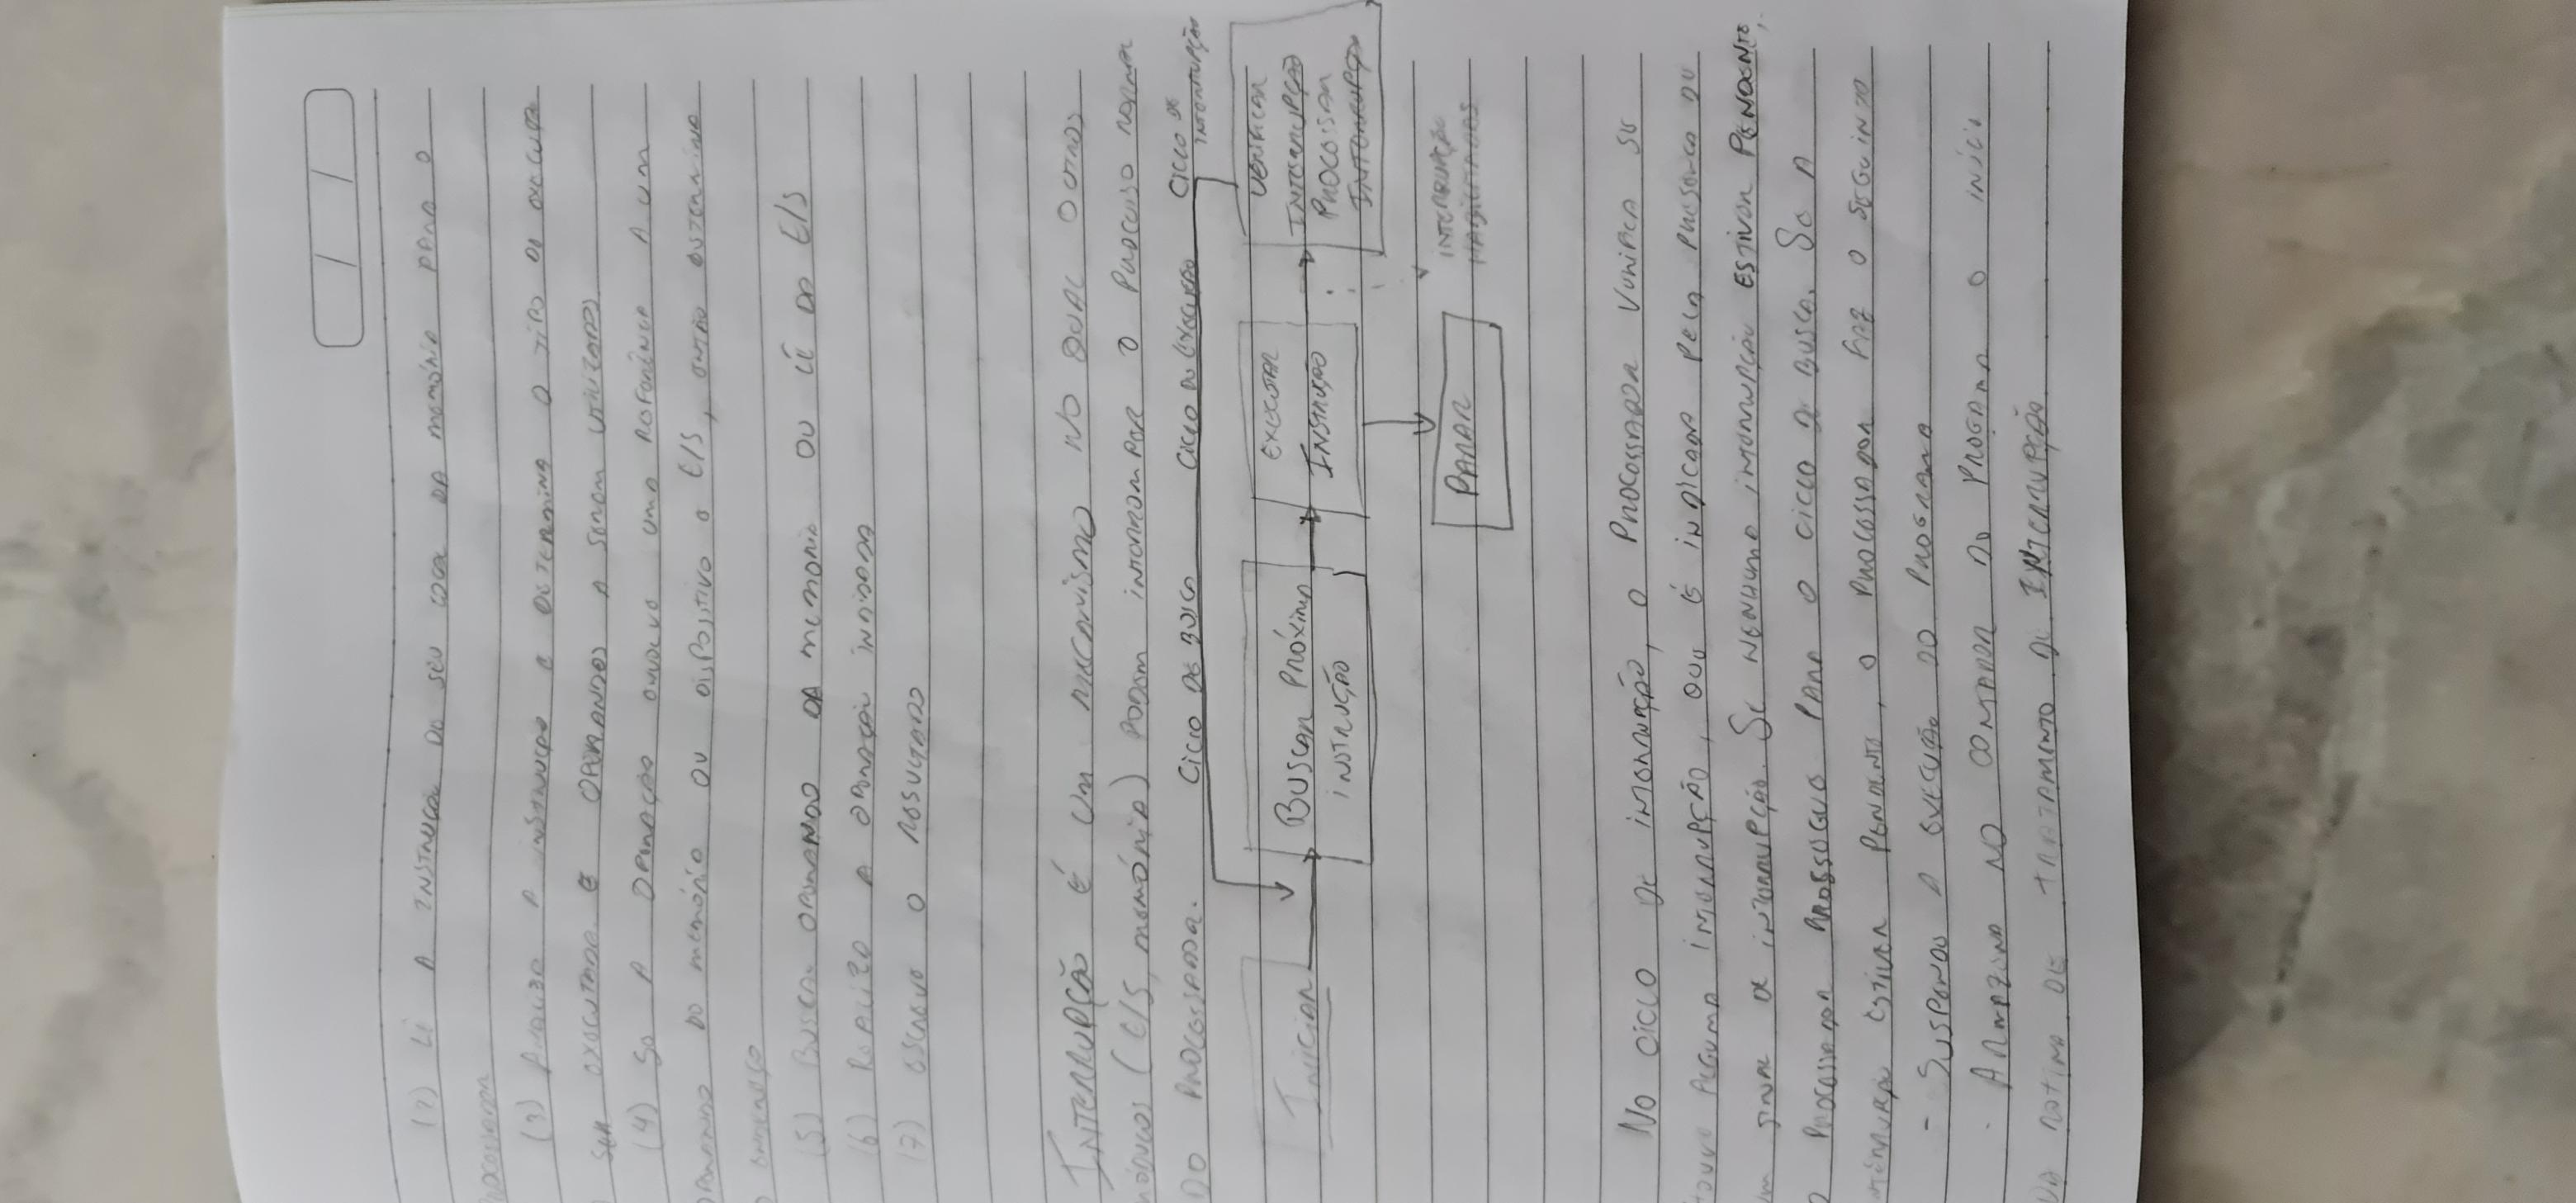 (2) Lê a Instrução de seu local da memória para o
processador
(3) Analisa a instrução e determina o tipo de operação
ser executada e operandos a serem utilizados
(4) Se a operação envolve uma referência a um
operando na memória ou dispositivo e E/S, então determina
o endereço
(5) Buscar operando da memoria ou lê da E/S
(6) Realiza a operação indicada
(7) escreve o resultado
Interrupção é um mecanismo no qual outros
módulos (E/S, memória) podem interromper o processo normal
do processador.
Ciclo de busca Ciclo de Execução Ciclo de Interrupção
Iniciar
Buscar Próxima
instrução
Executar
Instrução
Verificar
Interrupção
Processar
Interrupção
Interrupção
Parar
No ciclo de interrupção, o processador verifica se
houve alguma interrupção, que é indicada pela presença de
um sinal de interrupção. Se nenhuma interrupção estiver pendente,
o processador prossegue para o ciclo de busca. Se a
interrupção estiver pendente, o processador faz o seguinte
- Suspende a execução do programa
- Armazena no contador do programa o início
da rotina de tratamento de interrupção